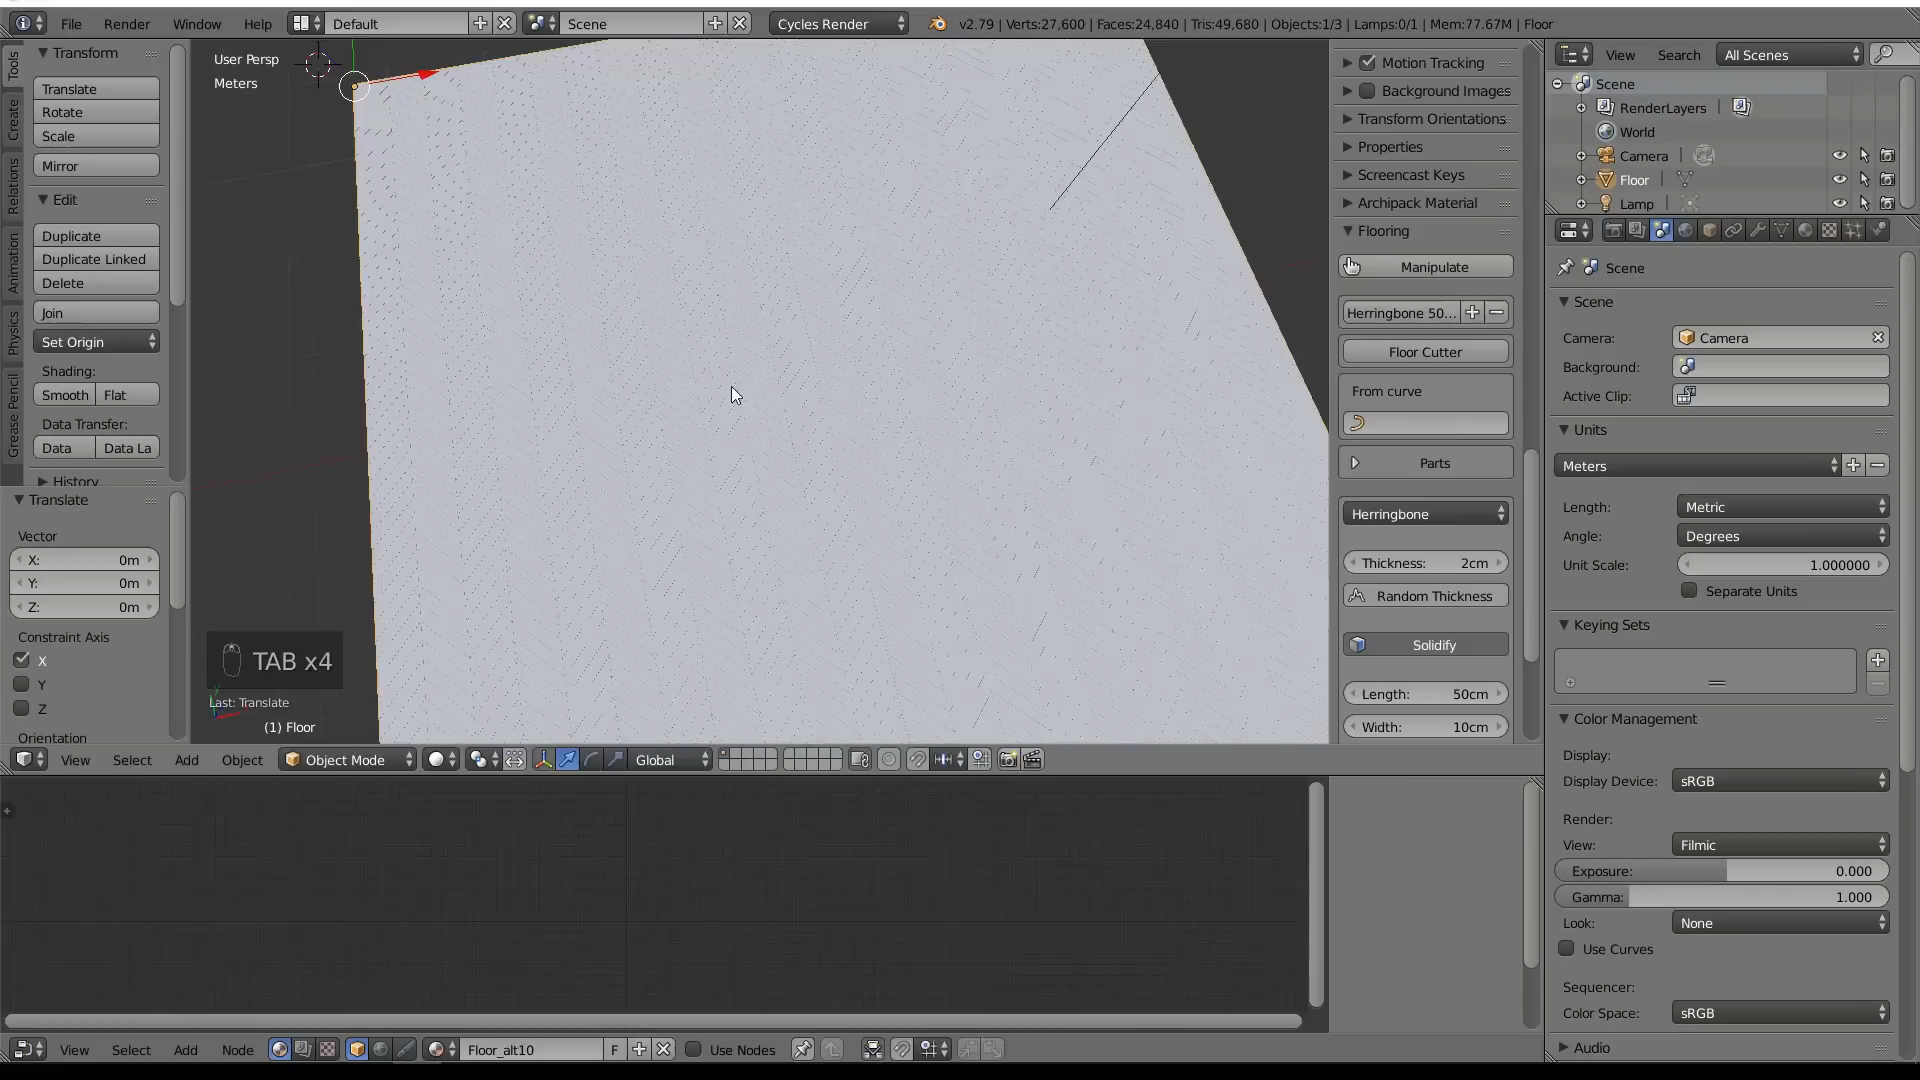 File Render Window Help Default Scene Cycles Render v2.79 | Verts:27,600 | Faces:24,840 | Tris:49,680 | Objects:1/3 | Lamps:0/1 | Mem:77.67M | Floor
Tools
Create
Relations
Animation
Physics
Grease Pencil
Transform
Translate
Rotate
Scale
Mirror
Edit
Duplicate
Duplicate Linked
Delete
Join
Set Origin
Shading:
Smooth Flat
Data Transfer:
Data Data La
History
Translate
Vector
X: 0m
Y: 0m
Z: 0m
Constraint Axis
X
Y
Z
Orientation
User Persp
Meters
TAB x4
Last: Translate
(1) Floor
Motion Tracking
Background Images
Transform Orientations
Properties
Screencast Keys
Archipack Material
Flooring
Manipulate
Herringbone 50...
Floor Cutter
From curve
Parts
Herringbone
Thickness: 2cm
Random Thickness
Solidify
Length: 50cm
Width: 10cm
View Select Add Object Object Mode Global
View Select Add Node Floor_alt10 F Use Nodes
View Search All Scenes
Scene
RenderLayers |
World
Camera |
Floor |
Lamp |
Scene
Scene
Camera: Camera
Background:
Active Clip:
Units
Meters
Length: Metric
Angle: Degrees
Unit Scale: 1.000000
Separate Units
Keying Sets
Color Management
Display:
Display Device: sRGB
Render:
View: Filmic
Exposure: 0.000
Gamma: 1.000
Look: None
Use Curves
Sequencer:
Color Space: sRGB
Audio